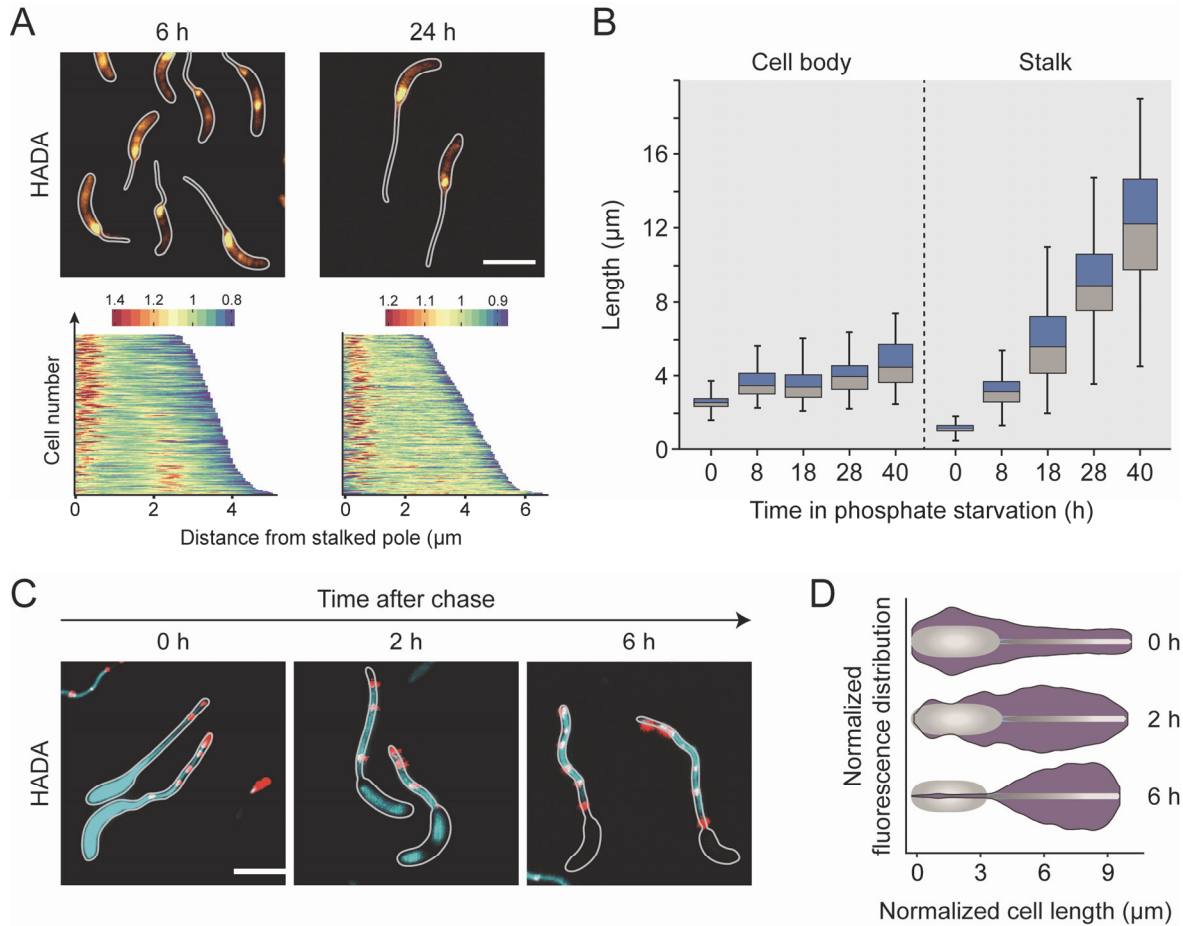 A
6 h
24 h
HADA
1.4 1.2 1 0.8
1.2 1.1 1 0.9
Cell number
0 2 4
0 2 4 6
Distance from stalked pole (µm
B
Cell body
Stalk
Length (µm)
16
12
8
4
0
0 8 18 28 40 0 8 18 28 40
Time in phosphate starvation (h)
C
Time after chase
0 h
2 h
6 h
HADA
D
Normalized
fluorescence distribution
0 h
2 h
6 h
0 3 6 9
Normalized cell length (µm)